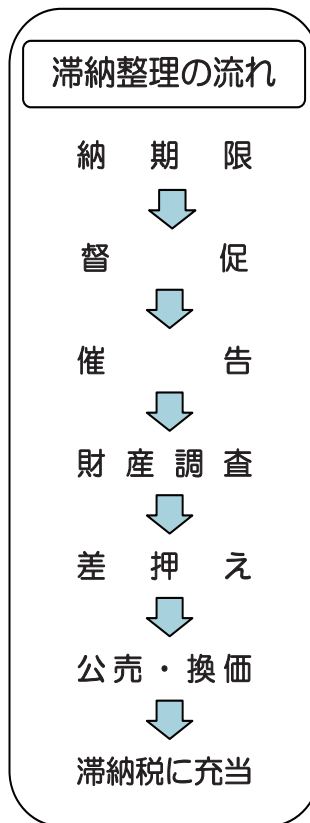 滞納整理の流れ
納期限
督促
催告
財産調査
差押え
公売・換価
滞納税に充当